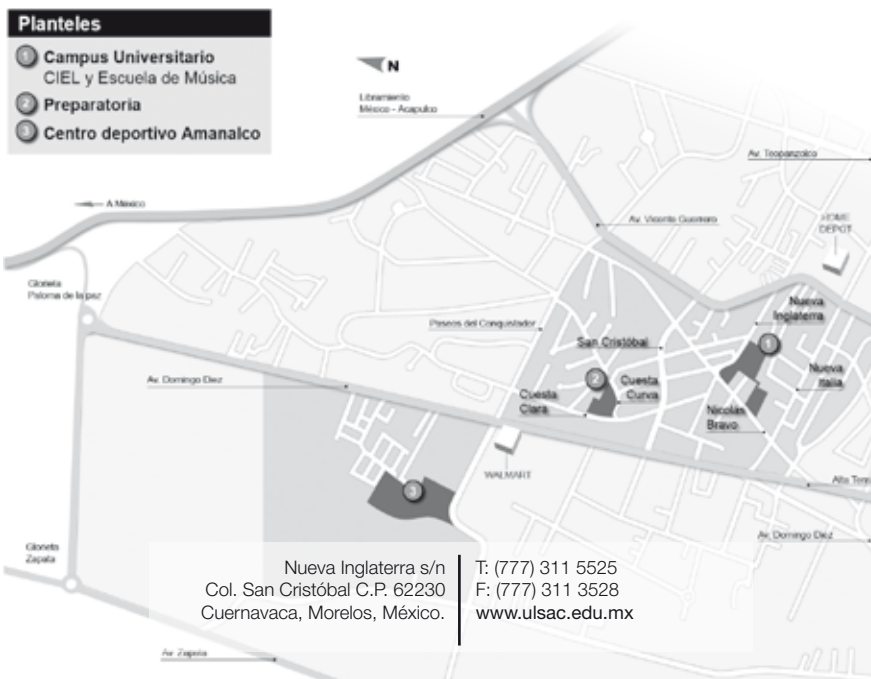 Planteles
1 Campus Universitario
CIEL y Escuela de Música
2 Preparatoria
3 Centro deportivo Amanalco
N
Libramiento
México - Acapulco
Av. Teopanzolco
A México
Av. Vicente Guerrero
HOME
DEPOT
Glorieta
Paloma de la paz
Nueva
Inglaterra
Paseos del Conquistador
San Cristóbal
1
2
Av. Domingo Diez
Cuesta
Clara
Cuesta
Curva
Nueva
Italia
Nicolás
Bravo
WALMART
3
Alta
Av. Domingo Diez
Glorieta
Zapata
Nueva Inglaterra s/n
Col. San Cristóbal C.P. 62230
Cuernavaca, Morelos, México.
T: (777) 311 5525
F: (777) 311 3528
www.ulsac.edu.mx
Av. Zapata